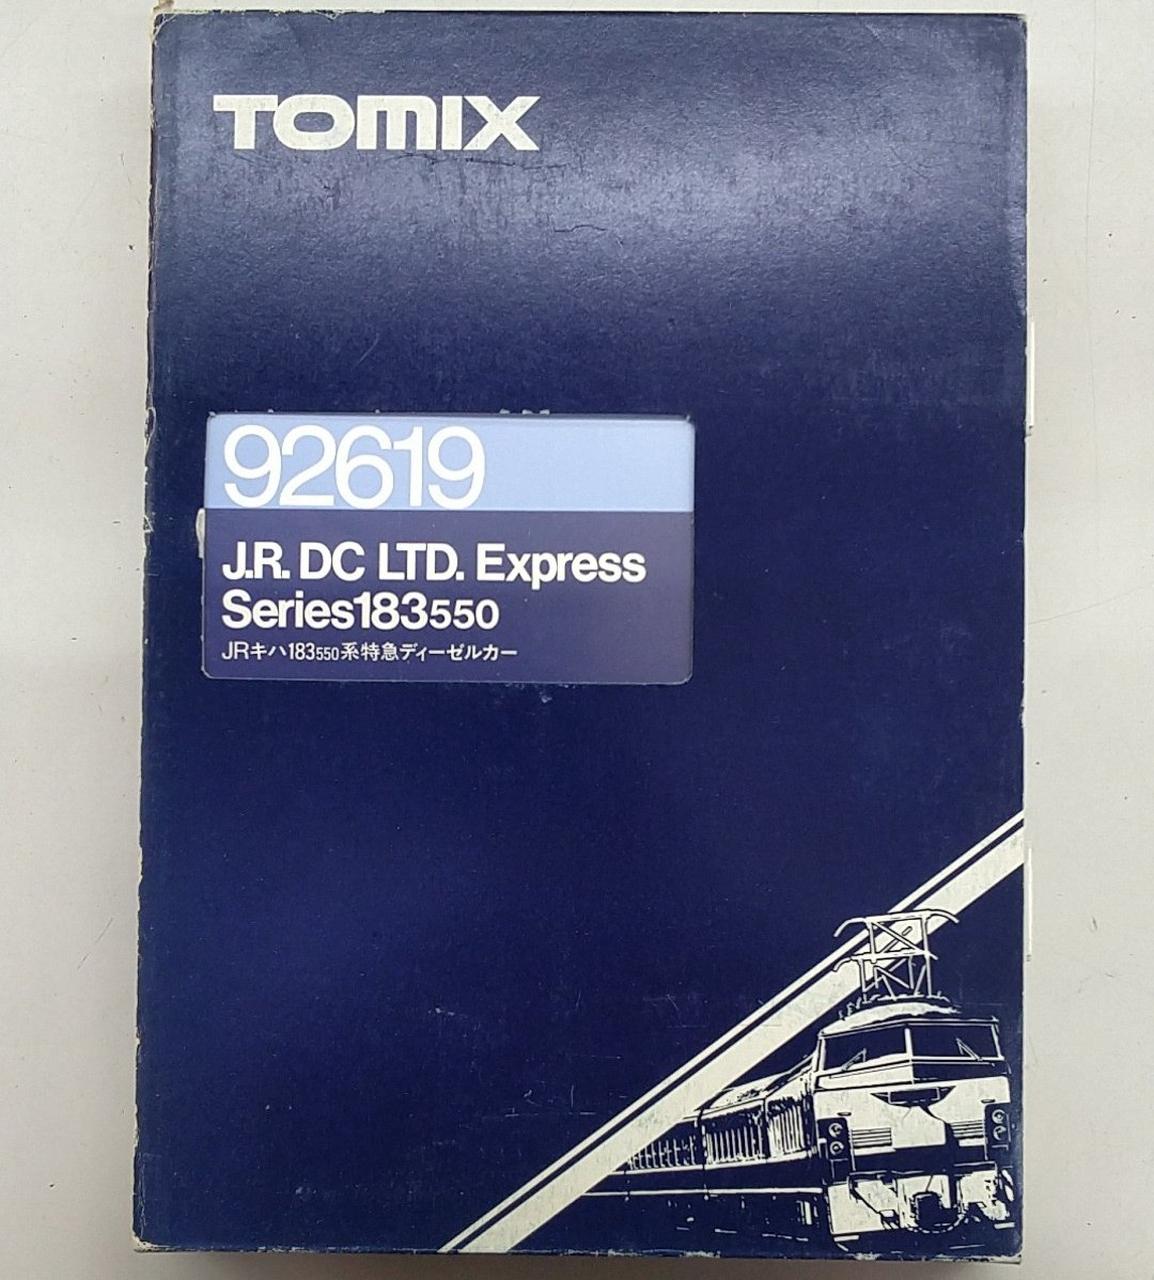 TOMIX
92619
J.R. DC LTD. Express
Series183550
JRキハ183550系特急ディーゼルカー